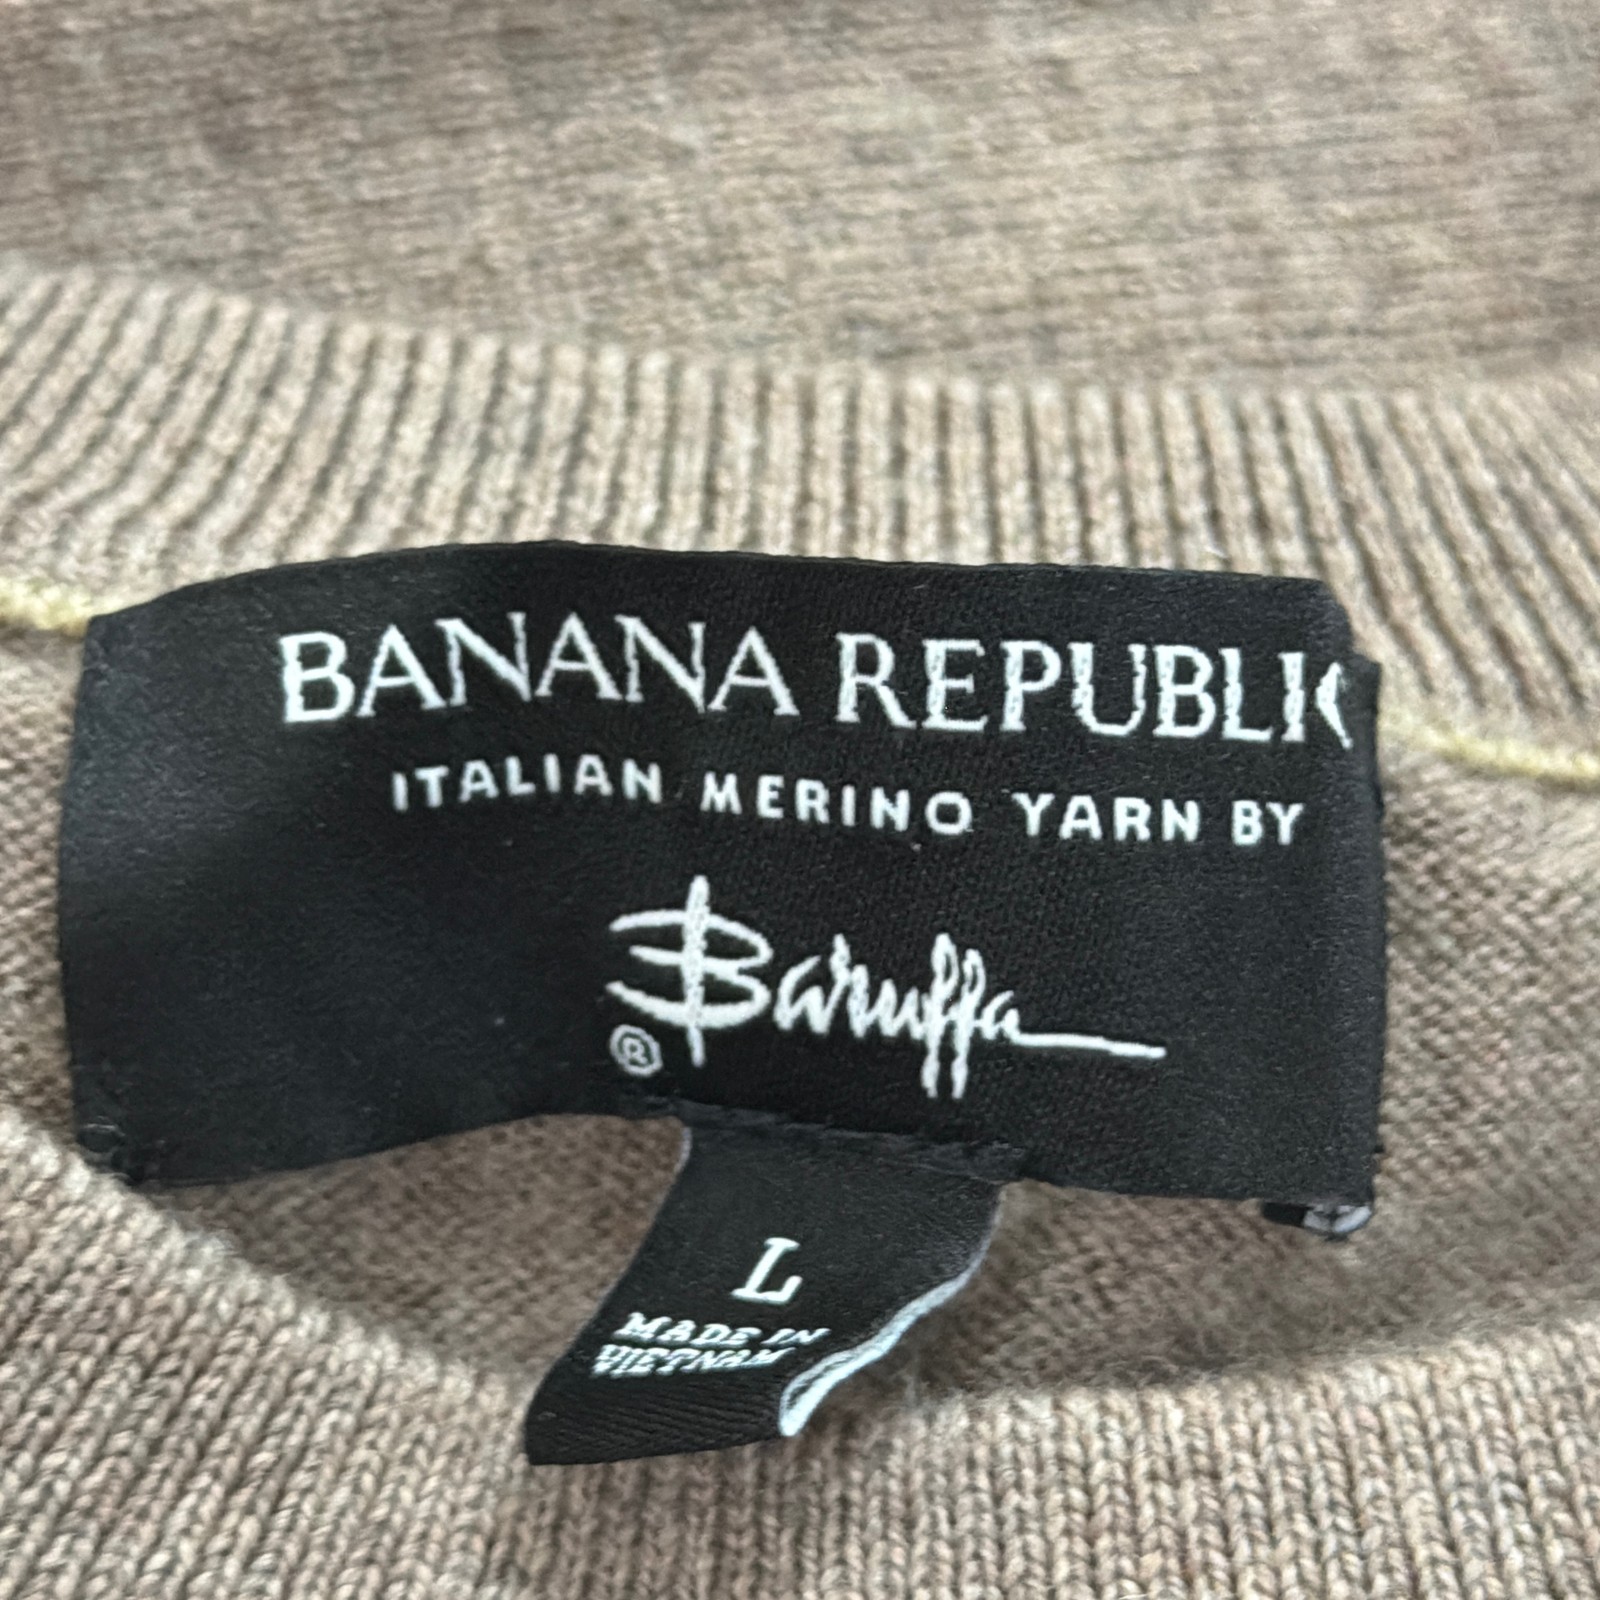 BANANA REPUBLIC
ITALIAN MERINO YARN BY
Baruffa
®
L
MADE IN
VIETNAM